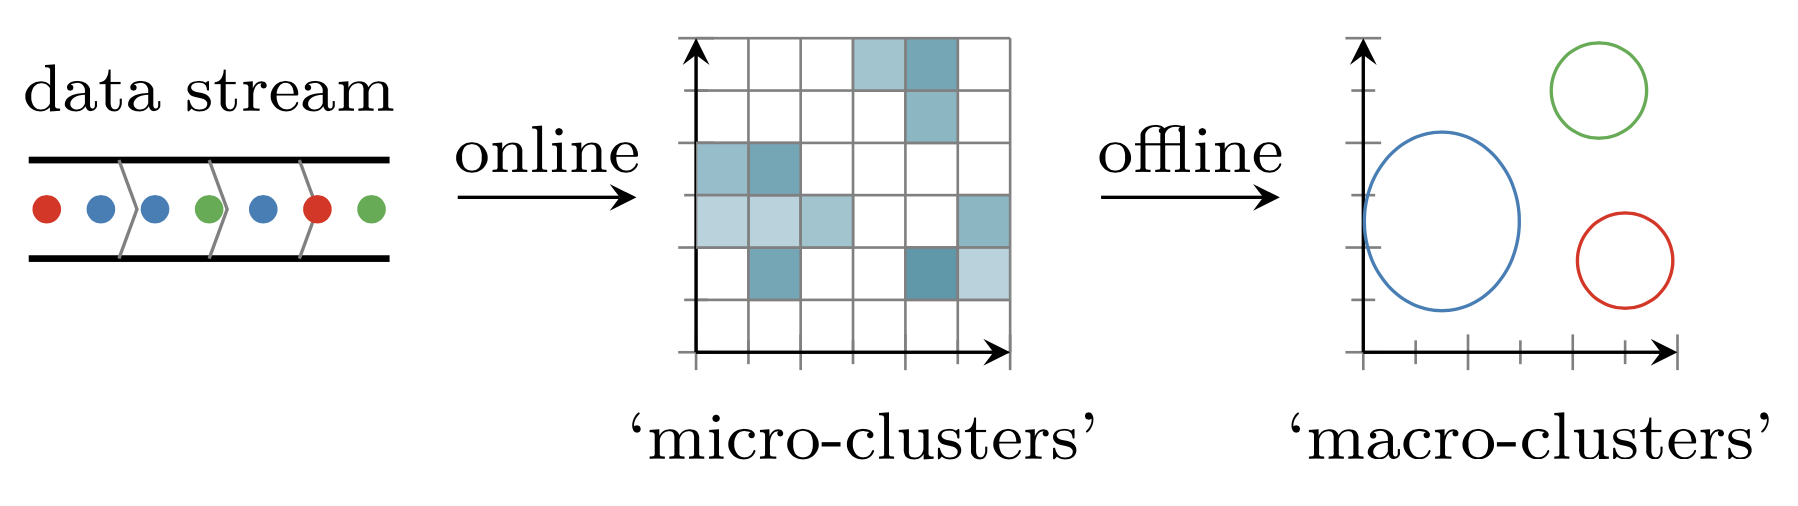 data stream
online
offline
‘micro-clusters’
‘macro-clusters’